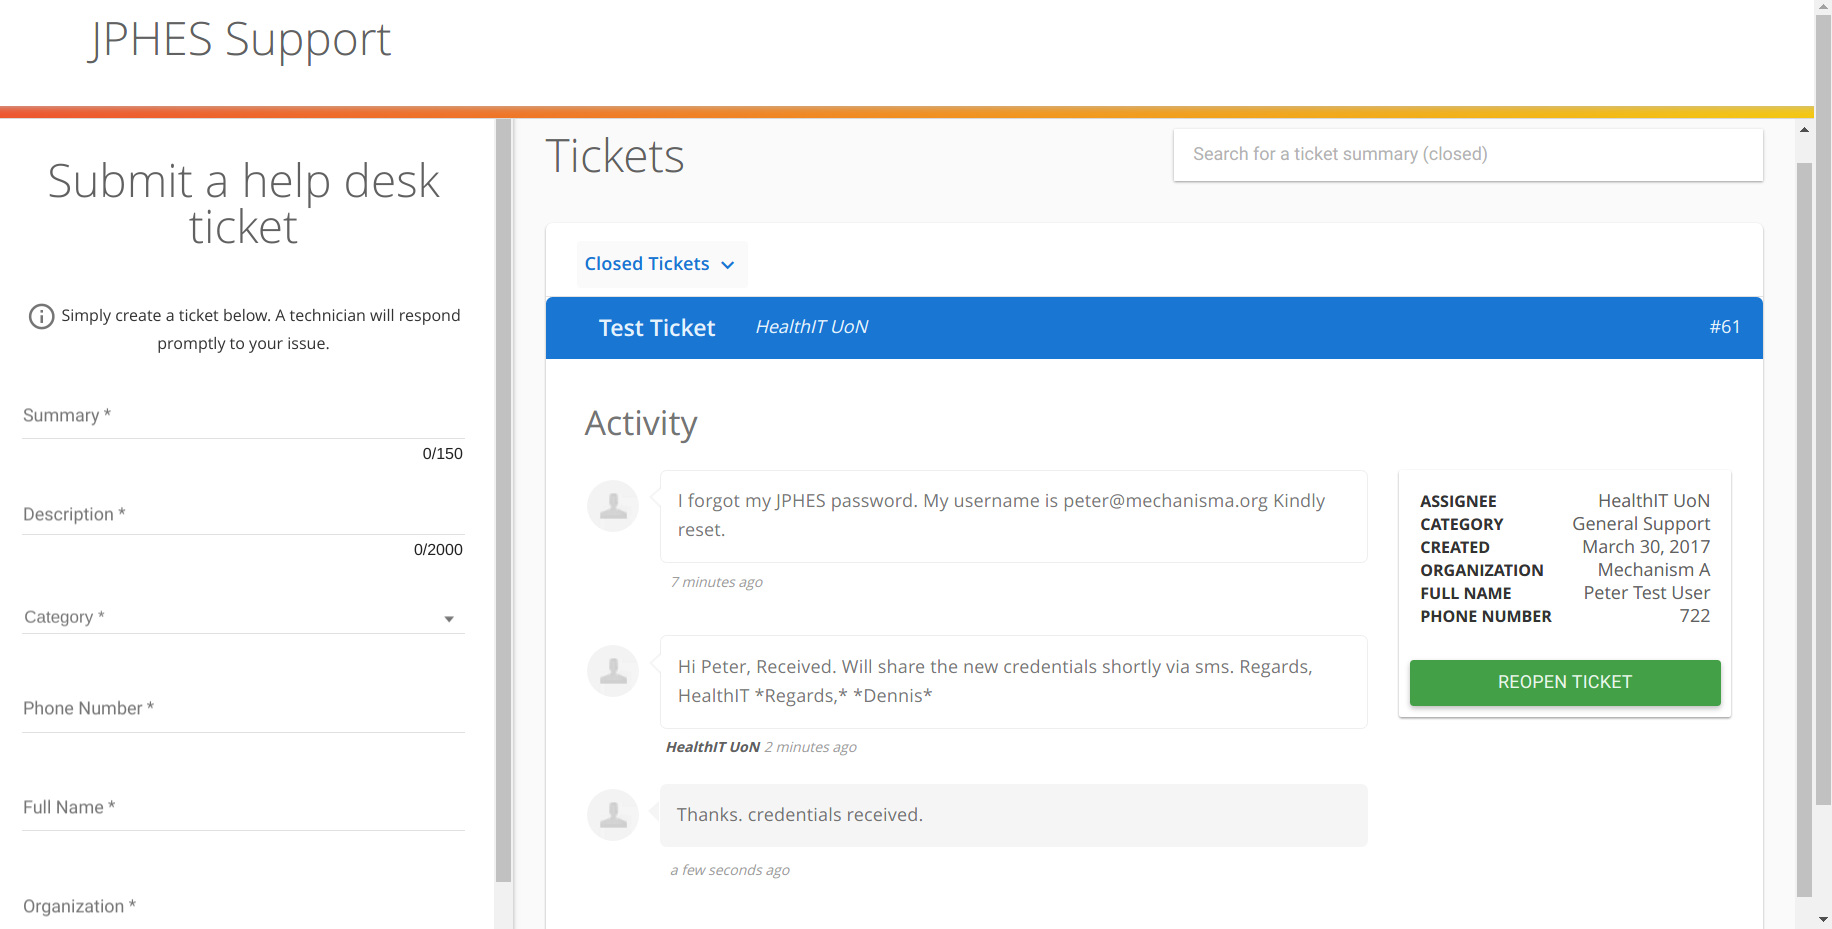 JPHES Support
Submit a help desk
ticket
Simply create a ticket below. A technician will respond
promptly to your issue.
Summary *
0/150
Description *
0/2000
Category *
Phone Number *
Full Name *
Organization *
Tickets
Search for a ticket summary (closed)
Closed Tickets
Test Ticket HealthIT UoN #61
Activity
I forgot my JPHES password. My username is peter@mechanisma.org Kindly
reset.
7 minutes ago
Hi Peter, Received. Will share the new credentials shortly via sms. Regards,
HealthIT *Regards,* *Dennis*
HealthIT UoN 2 minutes ago
Thanks. credentials received.
a few seconds ago
ASSIGNEE HealthIT UoN
CATEGORY General Support
CREATED March 30, 2017
ORGANIZATION Mechanism A
FULL NAME Peter Test User
PHONE NUMBER 722
REOPEN TICKET